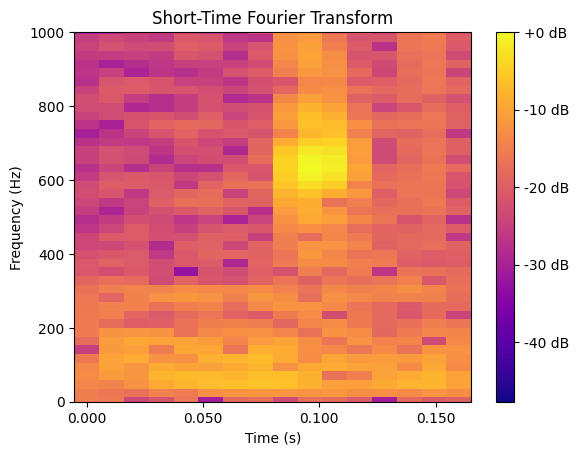 Short-Time Fourier Transform
1000
800
600
400
200
0
Frequency (Hz)
0.000
0.050
0.100
0.150
Time (s)
+0 dB
-10 dB
-20 dB
-30 dB
-40 dB